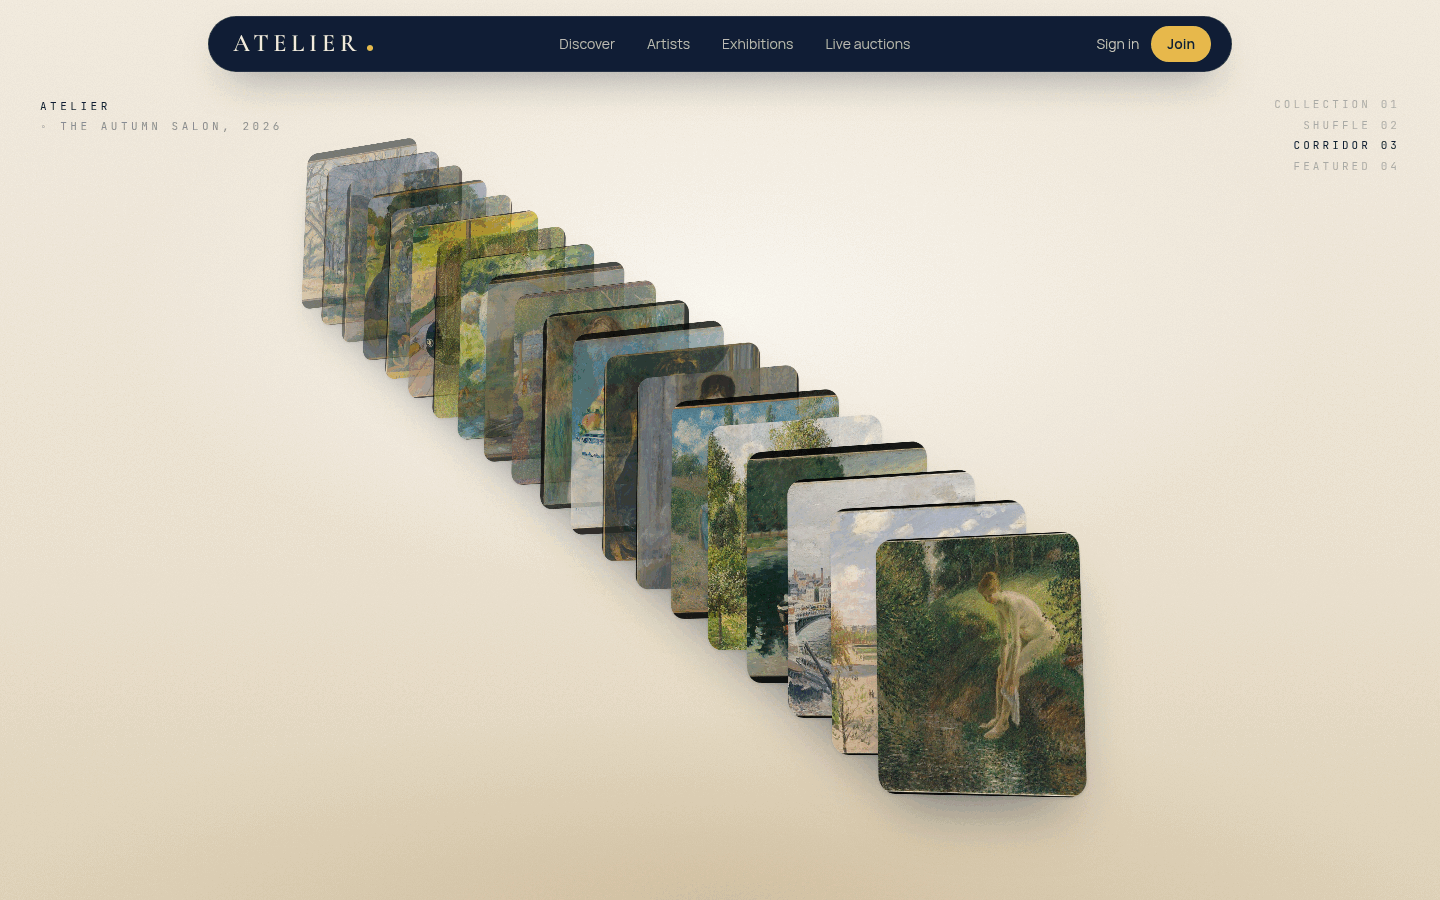 ATELIER.
Discover Artists Exhibitions Live auctions Sign in Join
ATELIER
◦ THE AUTUMN SALON, 2026
COLLECTION 01
SHUFFLE 02
CORRIDOR 03
FEATURED 04